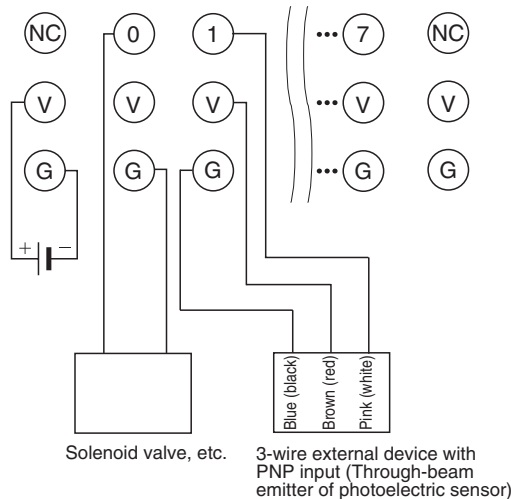 NC 0 1 ••• 7 NC
V V V ••• V V
G G G ••• G G
+ −
Blue (black)
Brown (red)
Pink (white)
Solenoid valve, etc.
3-wire external device with
PNP input (Through-beam
emitter of photoelectric sensor)